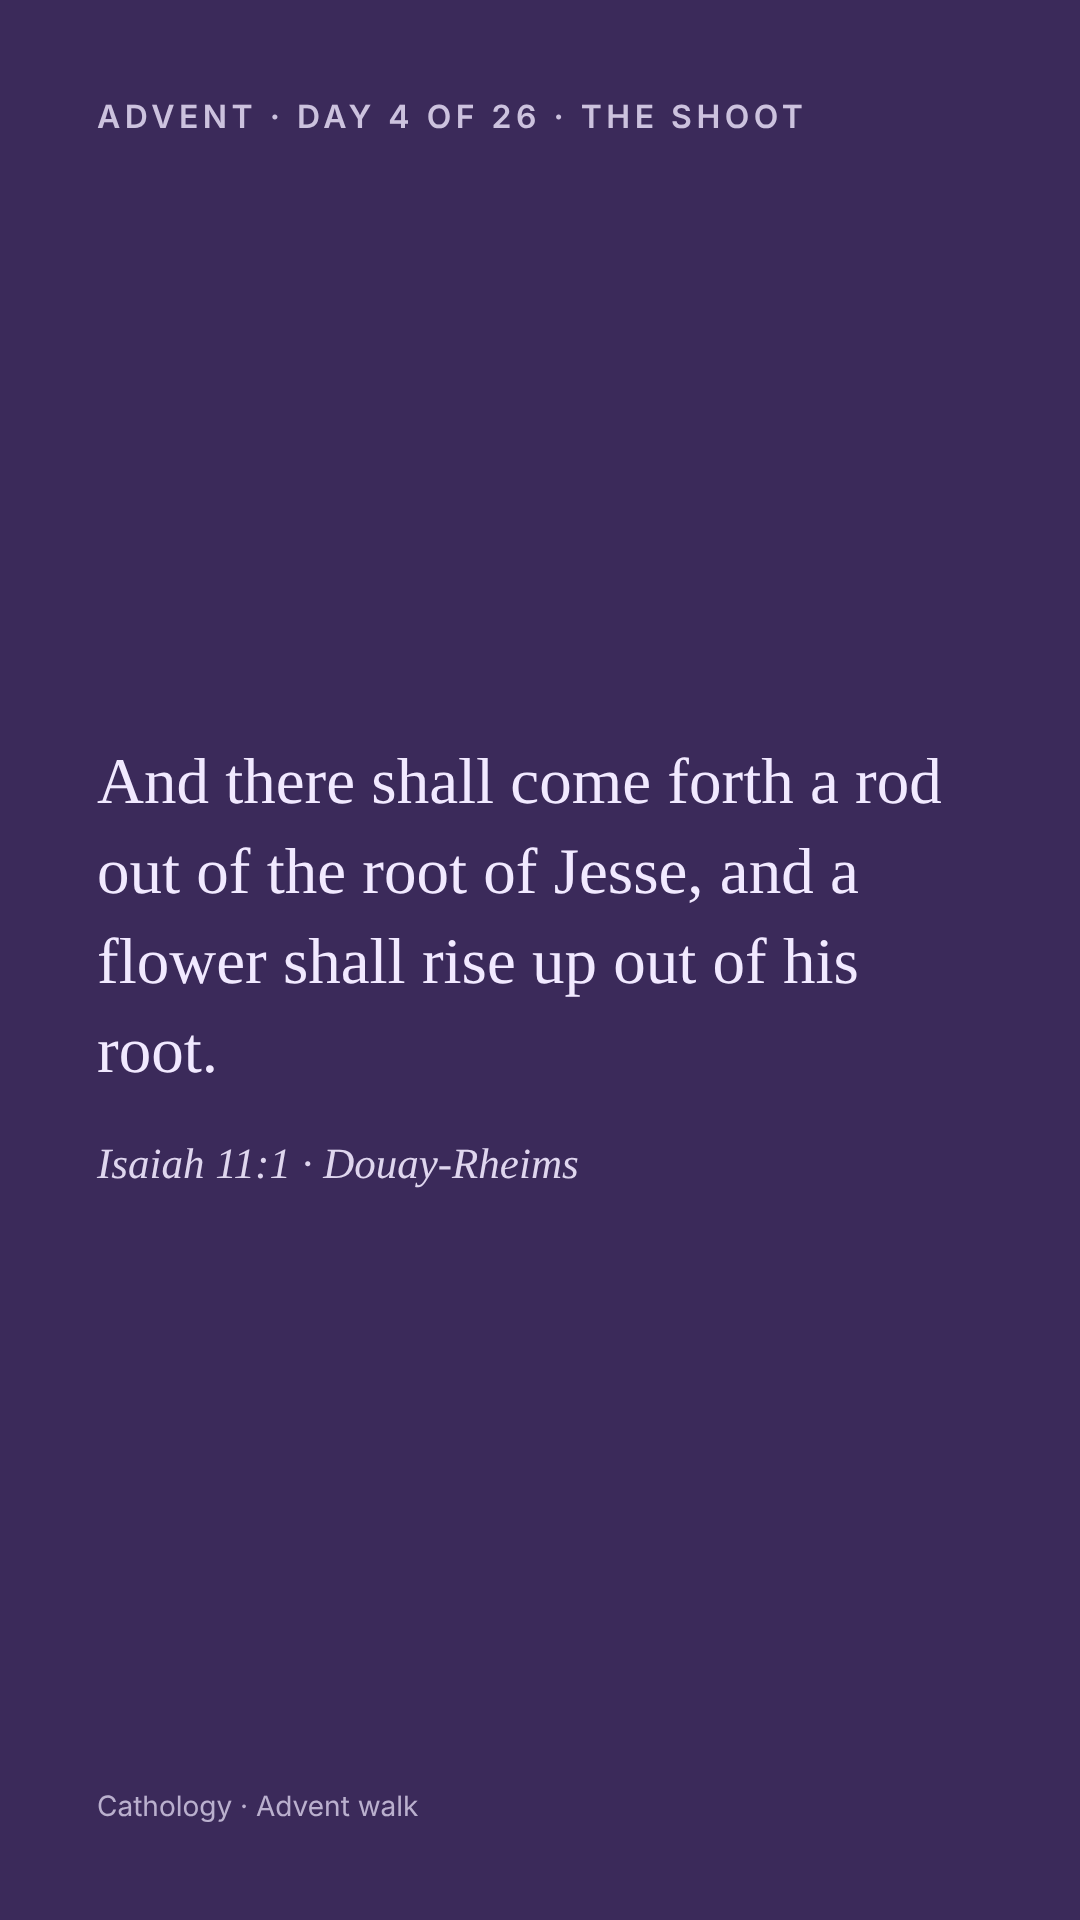 ADVENT · DAY 4 OF 26 · THE SHOOT
And there shall come forth a rod
out of the root of Jesse, and a
flower shall rise up out of his
root.
Isaiah 11:1 · Douay-Rheims
Cathology · Advent walk